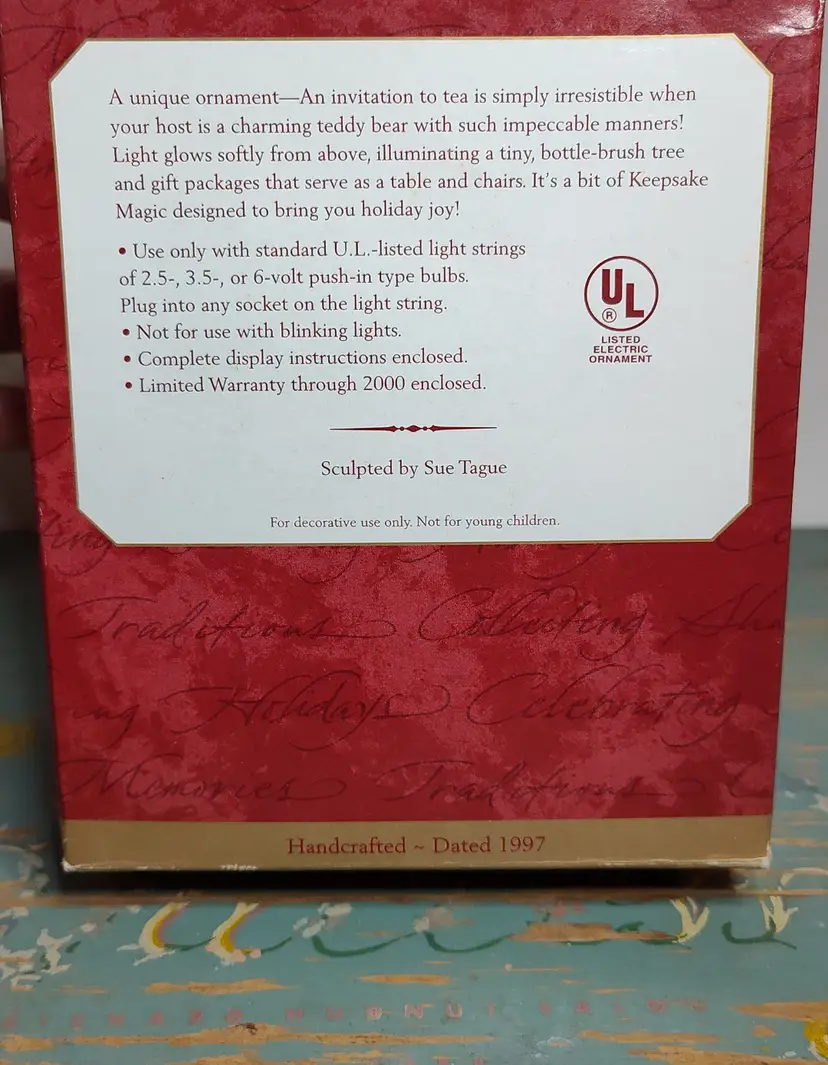 A unique ornament—An invitation to tea is simply irresistible when
your host is a charming teddy bear with such impeccable manners!
Light glows softly from above, illuminating a tiny, bottle-brush tree
and gift packages that serve as a table and chairs. It's a bit of Keepsake
Magic designed to bring you holiday joy!
• Use only with standard U.L.-listed light strings
of 2.5-, 3.5-, or 6-volt push-in type bulbs.
Plug into any socket on the light string.
• Not for use with blinking lights.
• Complete display instructions enclosed.
• Limited Warranty through 2000 enclosed.
UL
®
LISTED
ELECTRIC
ORNAMENT
Sculpted by Sue Tague
For decorative use only. Not for young children.
Traditions Collecting
Holidays Celebrating
Memories Traditions
Handcrafted ~ Dated 1997